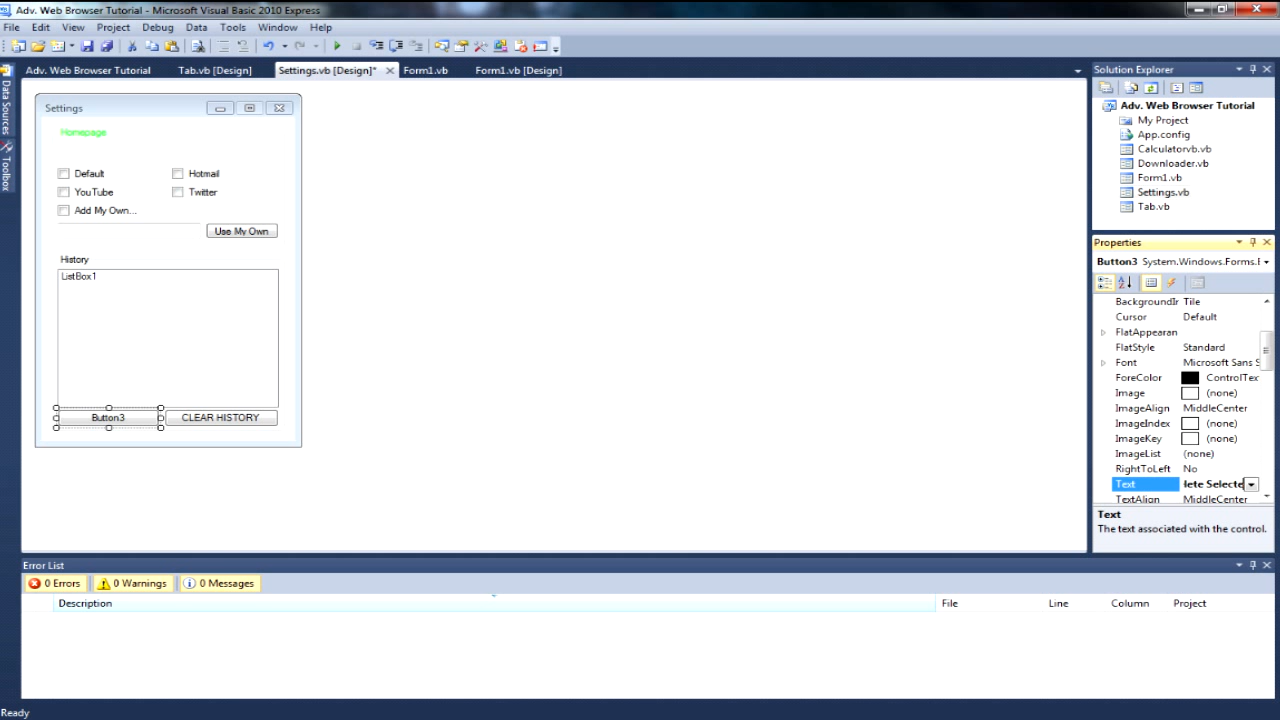 Adv. Web Browser Tutorial - Microsoft Visual Basic 2010 Express
File Edit View Project Debug Data Tools Window Help
Data Sources
Toolbox
Adv. Web Browser Tutorial Tab.vb [Design] Settings.vb [Design]* Form1.vb Form1.vb [Design]
Settings
Homepage
Default Hotmail
YouTube Twitter
Add My Own...
Use My Own
History
ListBox1
Button3 CLEAR HISTORY
Solution Explorer
Adv. Web Browser Tutorial
My Project
App.config
Calculatorvb.vb
Downloader.vb
Form1.vb
Settings.vb
Tab.vb
Properties
Button3 System.Windows.Forms.
BackgroundI Tile
Cursor Default
FlatAppearan
FlatStyle Standard
Font Microsoft Sans S
ForeColor ControlTex
Image (none)
ImageAlign MiddleCenter
ImageIndex (none)
ImageKey (none)
ImageList (none)
RightToLeft No
Text lete Selecte
TextAlign MiddleCenter
Text
The text associated with the control.
Error List
0 Errors 0 Warnings 0 Messages
Description File Line Column Project
Ready